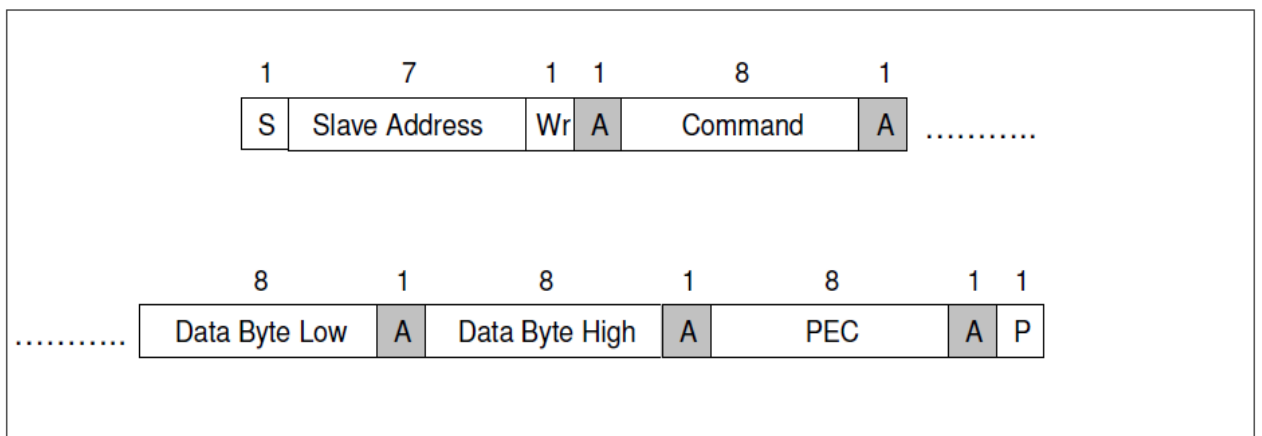 1 7 1 1 8 1
S Slave Address Wr A Command A ...........
8 1 8 1 8 1 1
........... Data Byte Low A Data Byte High A PEC A P